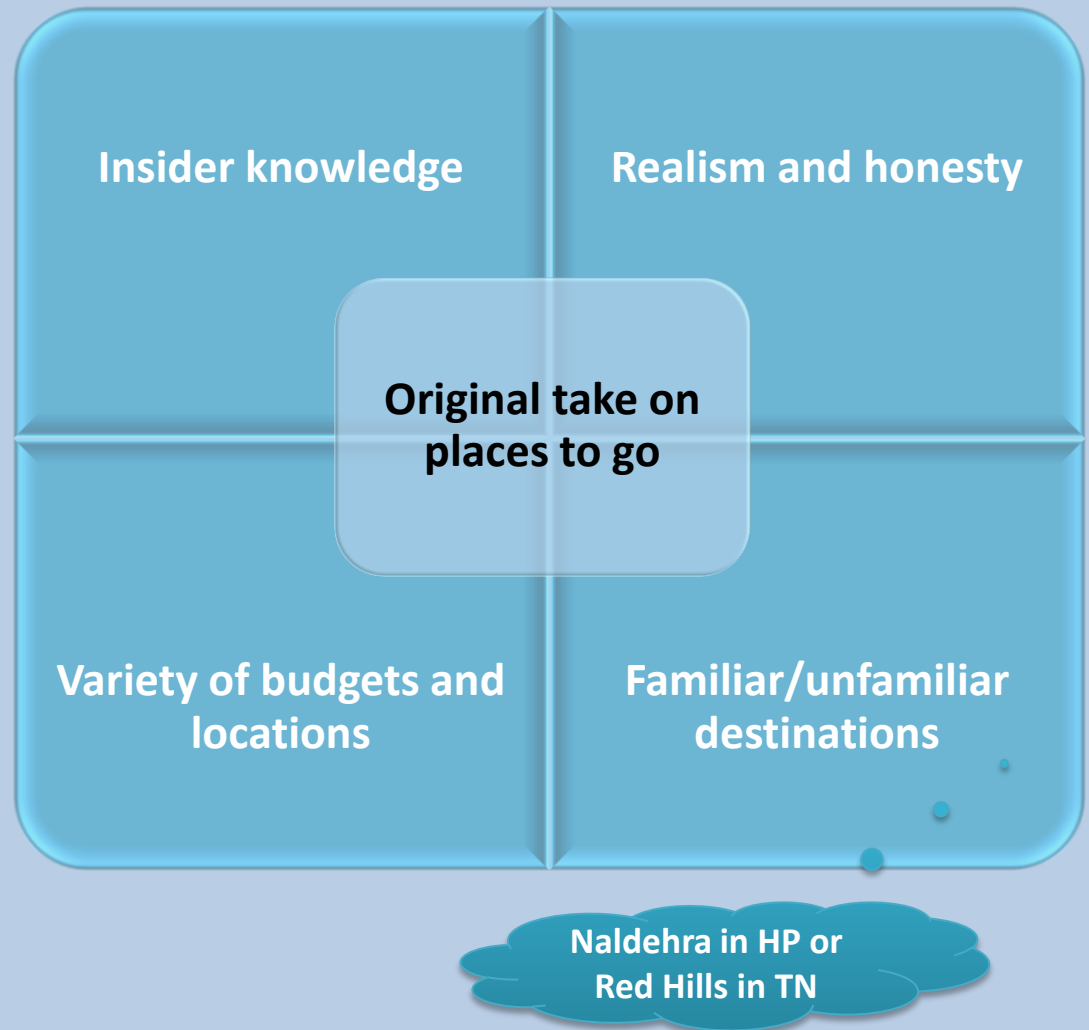 Insider knowledge
Realism and honesty
Original take on
places to go
Variety of budgets and
locations
Familiar/unfamiliar
destinations
Naldehra in HP or
Red Hills in TN